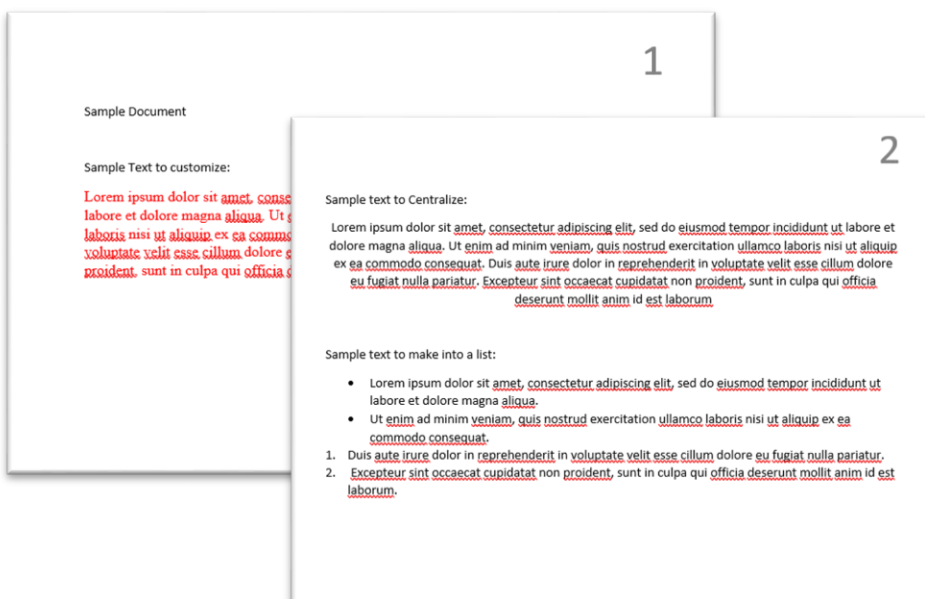 1
Sample Document
Sample Text to customize:
Lorem ipsum dolor sit amet, conse
labore et dolore magna aliqua. Ut
laboris nisi ut aliquip ex ea commo
voluptate velit esse cillum dolore
proident, sunt in culpa qui officia
2
Sample text to Centralize:
Lorem ipsum dolor sit amet, consectetur adipiscing elit, sed do eiusmod tempor incididunt ut labore et
dolore magna aliqua. Ut enim ad minim veniam, quis nostrud exercitation ullamco laboris nisi ut aliquip
ex ea commodo consequat. Duis aute irure dolor in reprehenderit in voluptate velit esse cillum dolore
eu fugiat nulla pariatur. Excepteur sint occaecat cupidatat non proident, sunt in culpa qui officia
deserunt mollit anim id est laborum
Sample text to make into a list:
• Lorem ipsum dolor sit amet, consectetur adipiscing elit, sed do eiusmod tempor incididunt ut
labore et dolore magna aliqua.
• Ut enim ad minim veniam, quis nostrud exercitation ullamco laboris nisi ut aliquip ex ea
commodo consequat.
1. Duis aute irure dolor in reprehenderit in voluptate velit esse cillum dolore eu fugiat nulla pariatur.
2. Excepteur sint occaecat cupidatat non proident, sunt in culpa qui officia deserunt mollit anim id est
laborum.